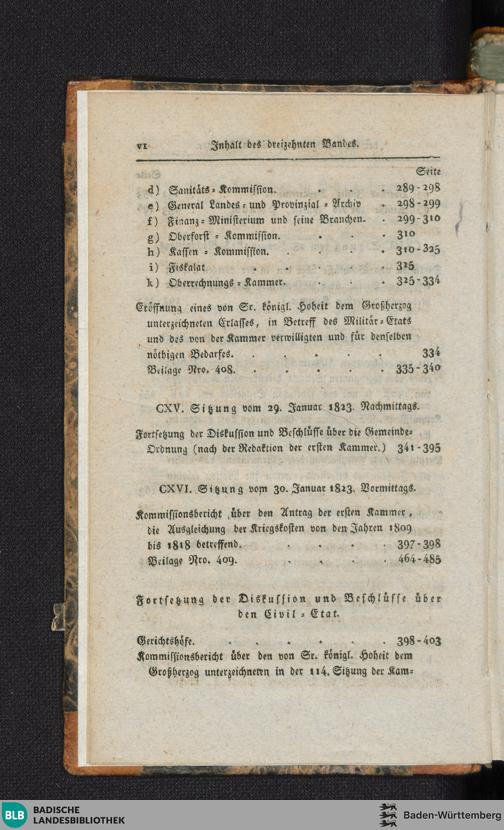 VI Inhalt des dreizehnten Bandes.
Seite
d) Sanitäts-Kommission. . . . 289-298
e) General Landes- und Provinzial-Archiv . 298-299
f) Finanz-Ministerium und seine Branchen. . 299-310
g) Oberforst-Kommission. . . . 310
h) Kassen-Kommission. . . . . 310-325
i) Fiskalat . . . . . 325
k) Oberrechnungs-Kammer. . . . 325-334
Eröffnung eines von Sr. königl. Hoheit dem Großherzog
unterzeichneten Erlasses, in Betreff des Militär-Etats
und des von der Kammer verwilligten und für denselben
nöthigen Bedarfes. . . . . . 334
Beilage Nro. 408. . . . . . 335-340
CXV. Sitzung vom 29. Januar 1823. Nachmittags.
Fortsetzung der Diskussion und Beschlüsse über die Gemeinde-
Ordnung (nach der Redaktion der ersten Kammer.) 341-395
CXVI. Sitzung vom 30. Januar 1823. Vormittags.
Kommissionsbericht über den Antrag der ersten Kammer,
die Ausgleichung der Kriegskosten von den Jahren 1809
bis 1818 betreffend. . . . . 397-398
Beilage Nro. 409. . . . . 464-485
Fortsetzung der Diskussion und Beschlüsse über
den Civil-Etat.
Gerichtshöfe. . . . . . . 398-403
Kommissionsbericht über den von Sr. königl. Hoheit dem
Großherzog unterzeichneten in der 114. Sitzung der Kam-
BLB BADISCHE
LANDESBIBLIOTHEK
Baden-Württemberg